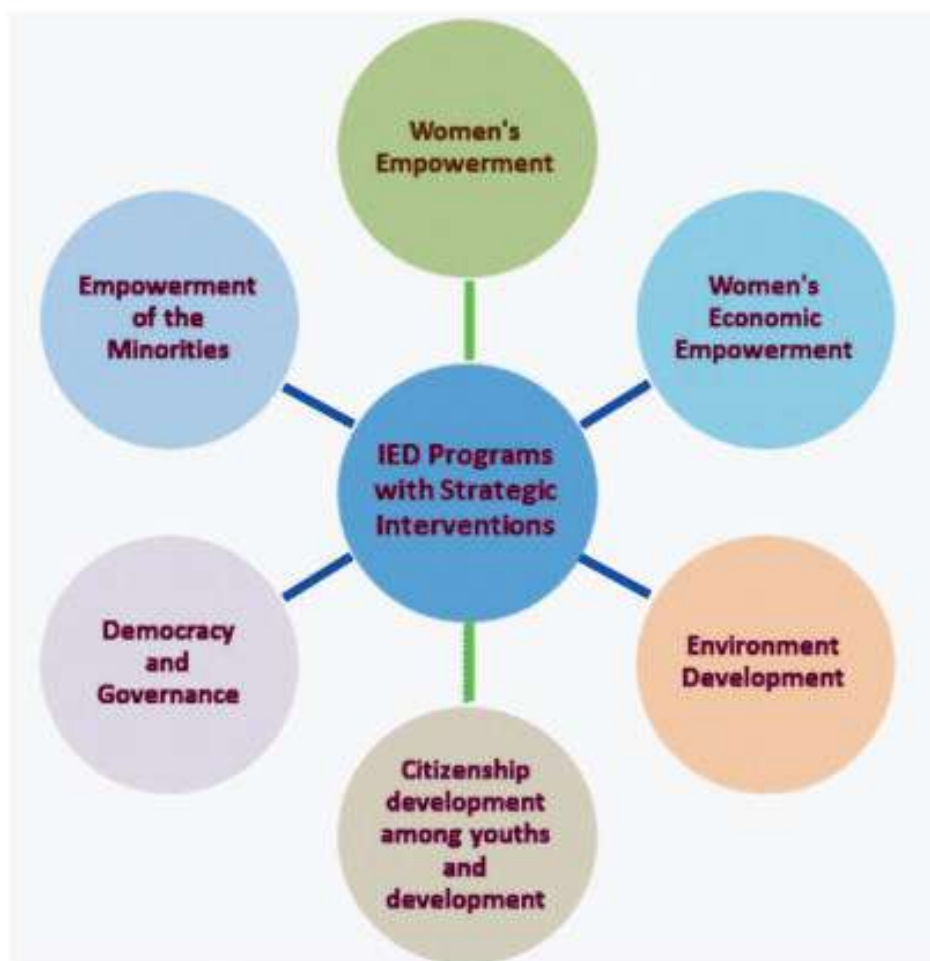 Women's
Empowerment
Women's
Economic
Empowerment
Environment
Development
Citizenship
development
among youths
and
development
Democracy
and
Governance
Empowerment
of the
Minorities
IED Programs
with Strategic
Interventions